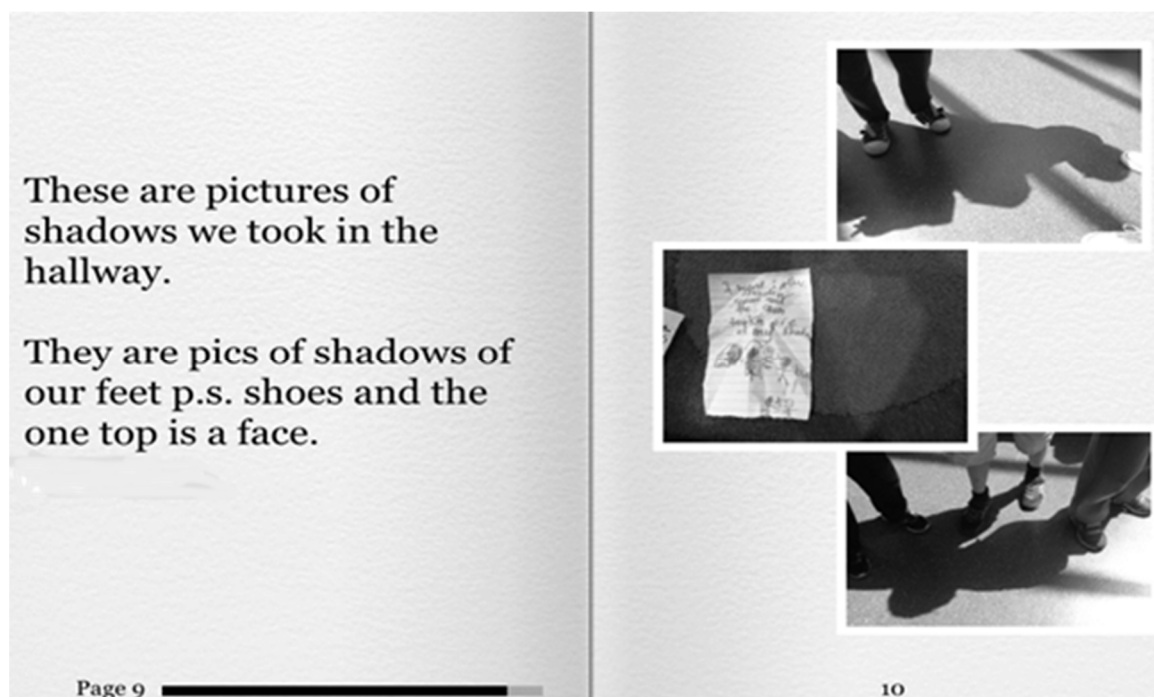 These are pictures of
shadows we took in the
hallway.
They are pics of shadows of
our feet p.s. shoes and the
one top is a face.
Page 9
10